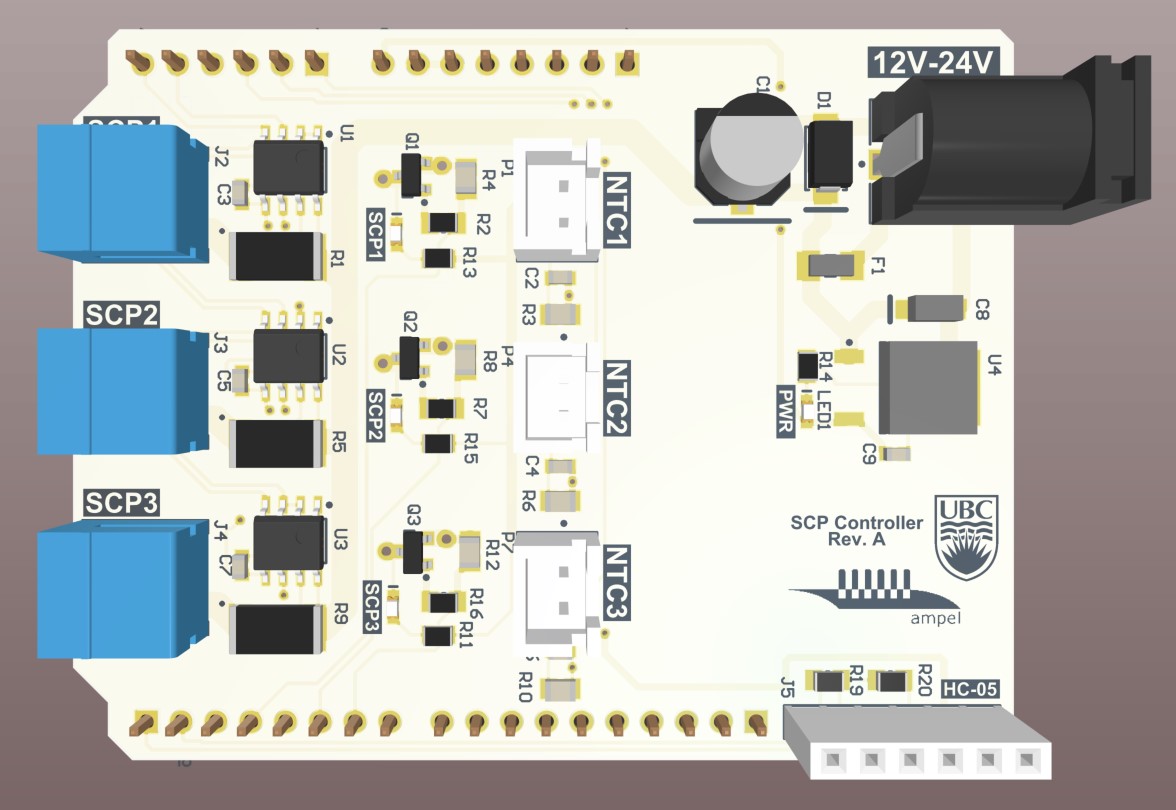 12V-24V
C1
D1
SCP1
J2
C3
U1
R1
Q1
R4
SCP1
R2
R13
P1
NTC1
C2
R3
F1
C8
SCP2
J3
C5
U2
R5
Q2
R8
SCP2
R7
R15
P4
NTC2
C4
R6
R14
LED1
PWR
U4
C9
SCP3
J4
C7
U3
R9
Q3
R12
SCP3
R16
R11
P7
NTC3
R10
UBC
SCP Controller
Rev. A
ampel
J5
R19
R20
HC-05